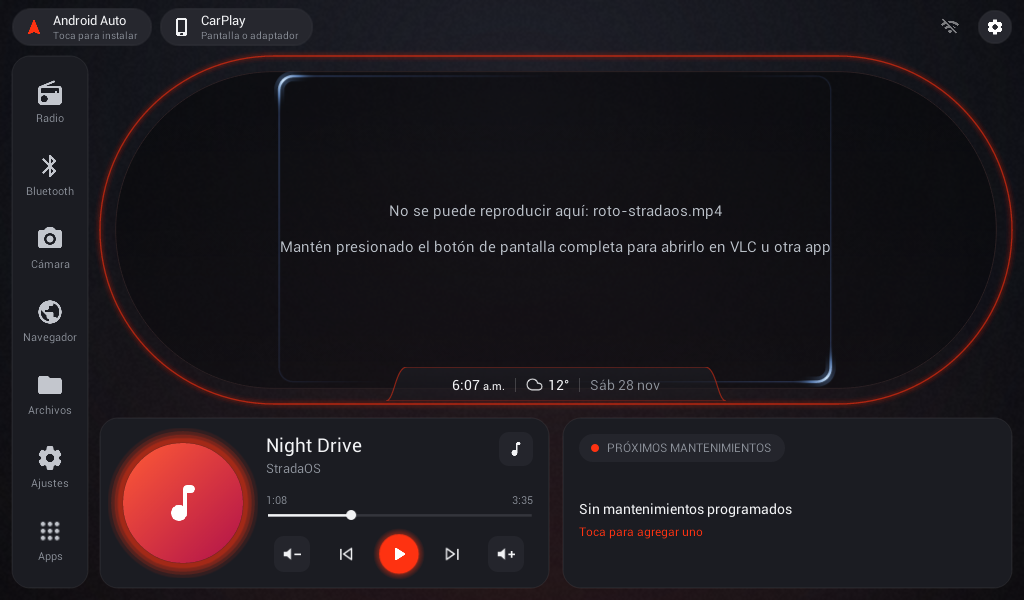 Android Auto
Toca para instalar
CarPlay
Pantalla o adaptador
Radio
Bluetooth
Cámara
Navegador
Archivos
Ajustes
Apps
No se puede reproducir aquí: roto-stradaos.mp4
Mantén presionado el botón de pantalla completa para abrirlo en VLC u otra app
6:07 a.m. 12° Sáb 28 nov
Night Drive
StradaOS
1:08 3:35
PRÓXIMOS MANTENIMIENTOS
Sin mantenimientos programados
Toca para agregar uno